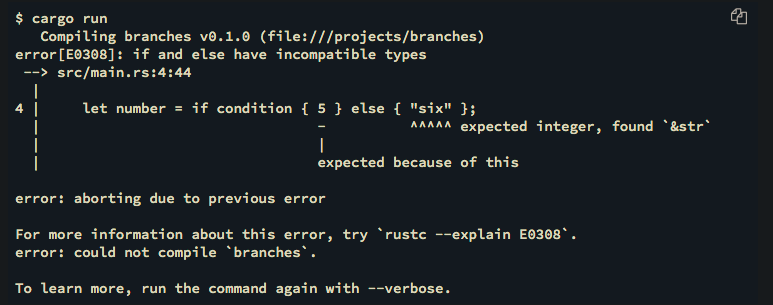 $ cargo run
   Compiling branches v0.1.0 (file:///projects/branches)
error[E0308]: if and else have incompatible types
 --> src/main.rs:4:44
  |
4 |     let number = if condition { 5 } else { "six" };
  |                                 -          ^^^^^ expected integer, found `&str`
  |                                 |
  |                                 expected because of this

error: aborting due to previous error

For more information about this error, try `rustc --explain E0308`.
error: could not compile `branches`.

To learn more, run the command again with --verbose.